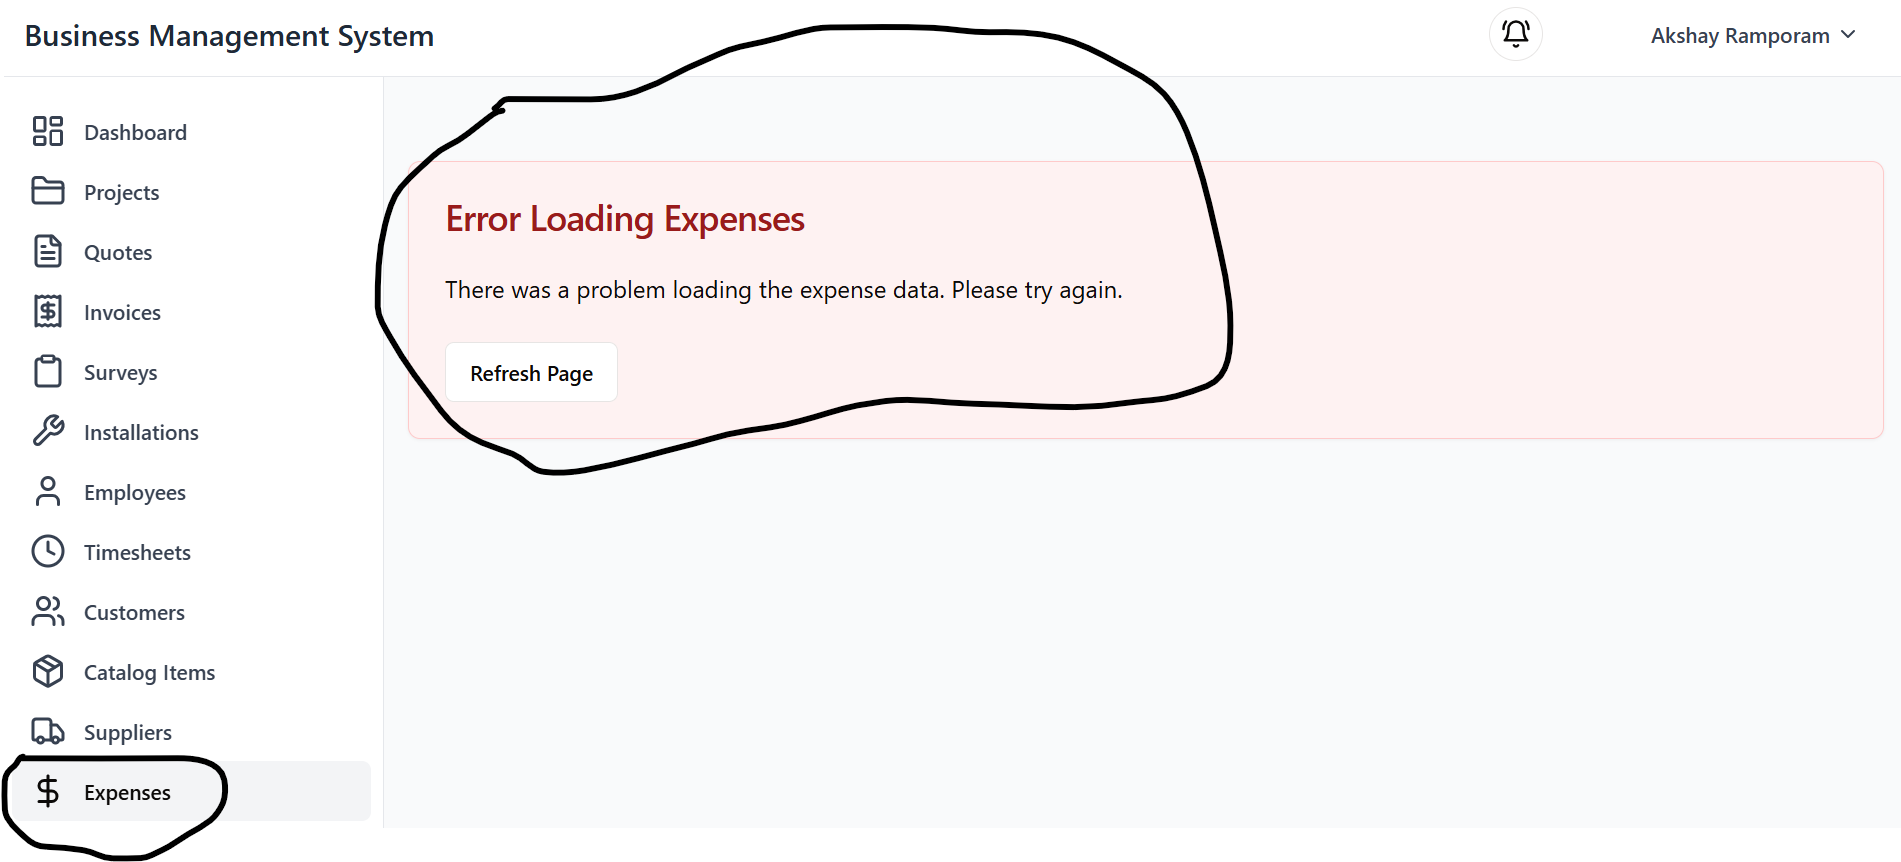 Business Management System
Akshay Ramporam
Dashboard
Projects
Quotes
Invoices
Surveys
Installations
Employees
Timesheets
Customers
Catalog Items
Suppliers
Expenses
Error Loading Expenses
There was a problem loading the expense data. Please try again.
Refresh Page